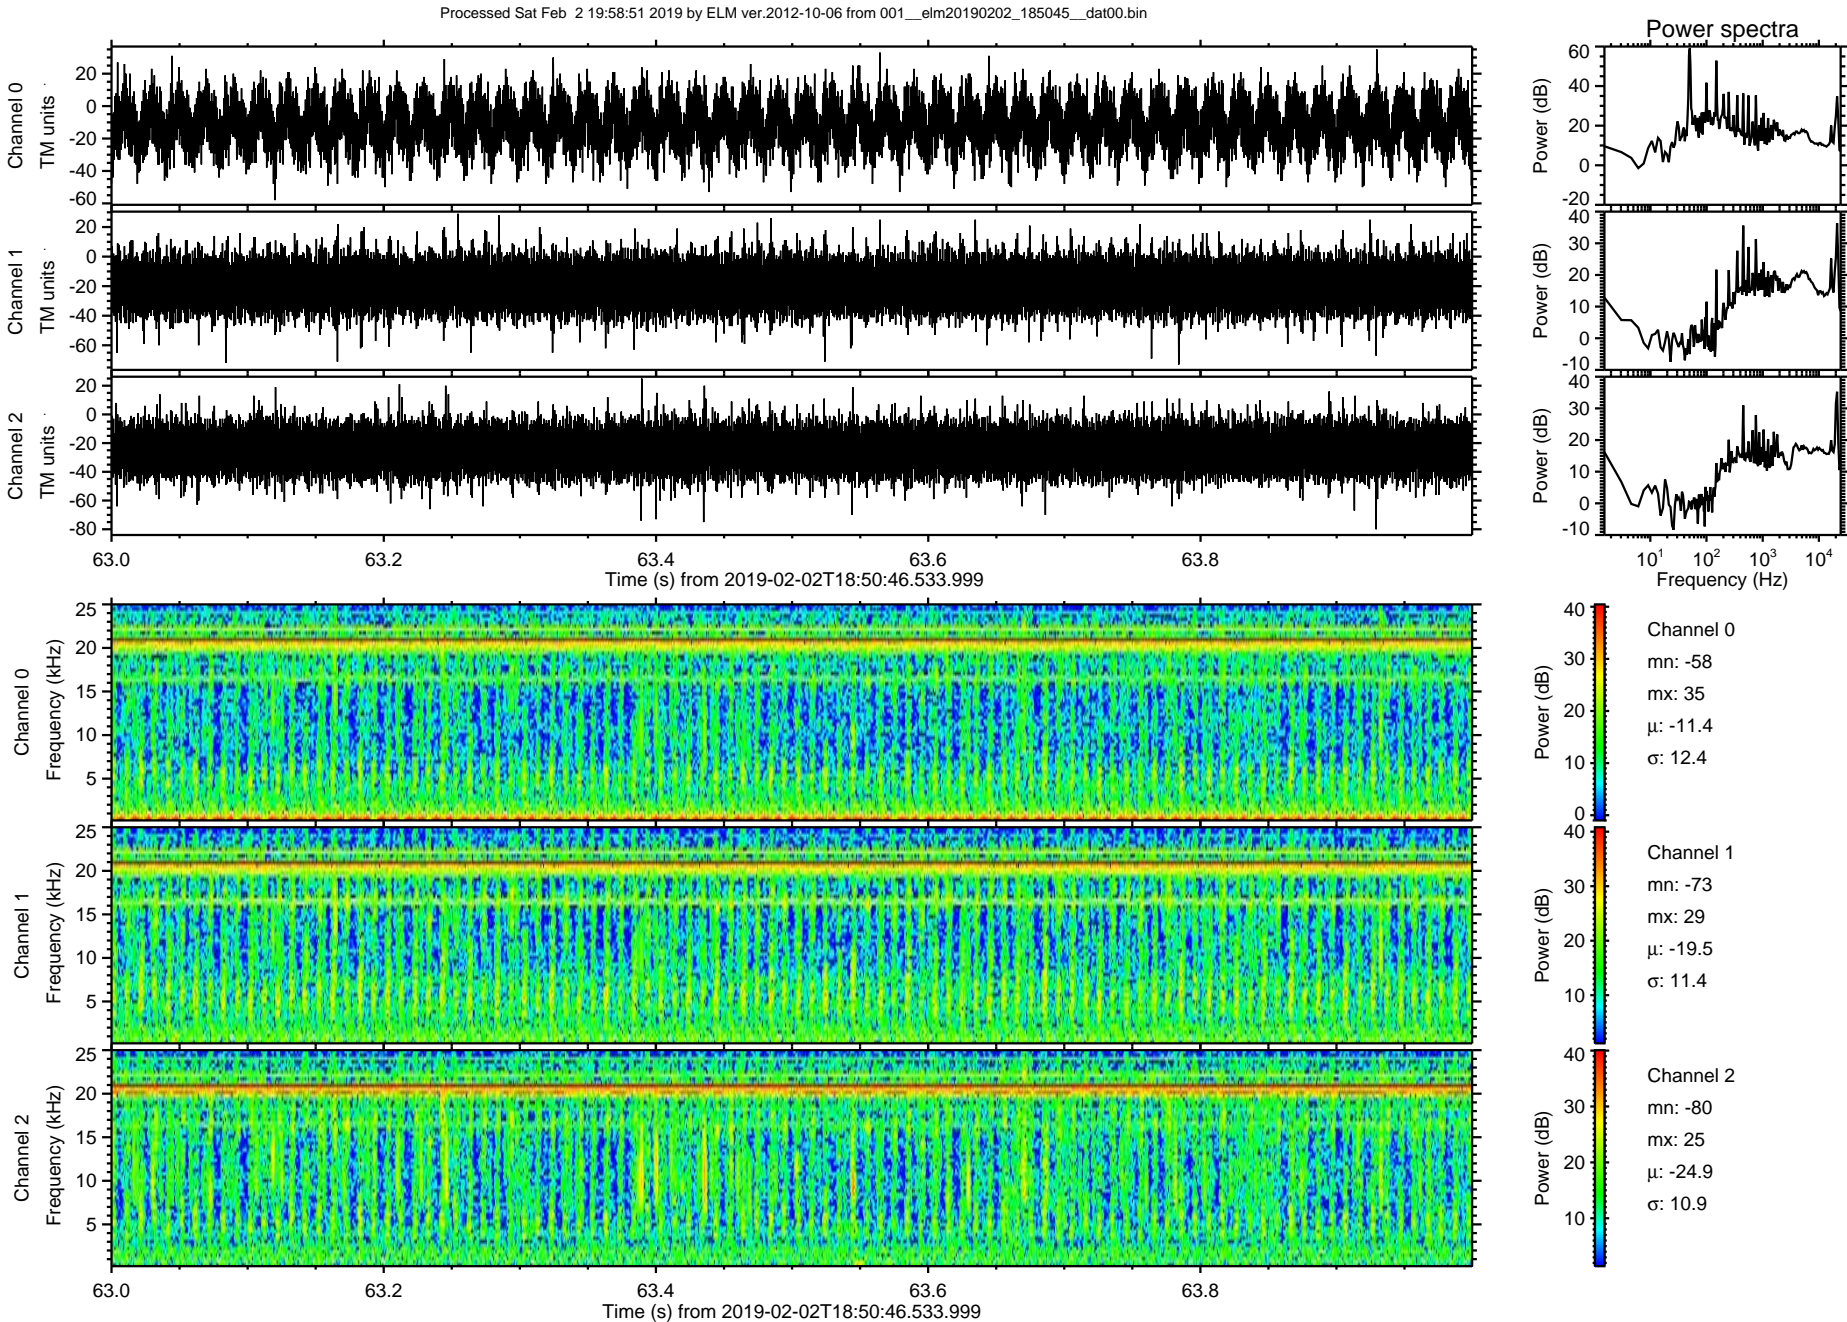 Processed Sat Feb  2 19:58:51 2019 by ELM ver.2012-10-06 from 001__elm20190202_185045__dat00.bin
Power spectra
Channel 0
TM units
20
0
-20
-40
-60
Power (dB)
60
40
20
0
-20
Channel 1
TM units
20
0
-20
-40
-60
Power (dB)
40
30
20
10
0
-10
Channel 2
TM units
20
0
-20
-40
-60
-80
Power (dB)
40
30
20
10
0
-10
63.0 63.2 63.4 63.6 63.8
Time (s) from 2019-02-02T18:50:46.533.999
10^1 10^2 10^3 10^4
Frequency (Hz)
Channel 0
Frequency (kHz)
25
20
15
10
5
Power (dB)
40
30
20
10
0
Channel 0
mn: -58
mx: 35
μ: -11.4
σ: 12.4
Channel 1
Frequency (kHz)
25
20
15
10
5
Power (dB)
40
30
20
10
Channel 1
mn: -73
mx: 29
μ: -19.5
σ: 11.4
Channel 2
Frequency (kHz)
25
20
15
10
5
Power (dB)
40
30
20
10
Channel 2
mn: -80
mx: 25
μ: -24.9
σ: 10.9
63.0 63.2 63.4 63.6 63.8
Time (s) from 2019-02-02T18:50:46.533.999